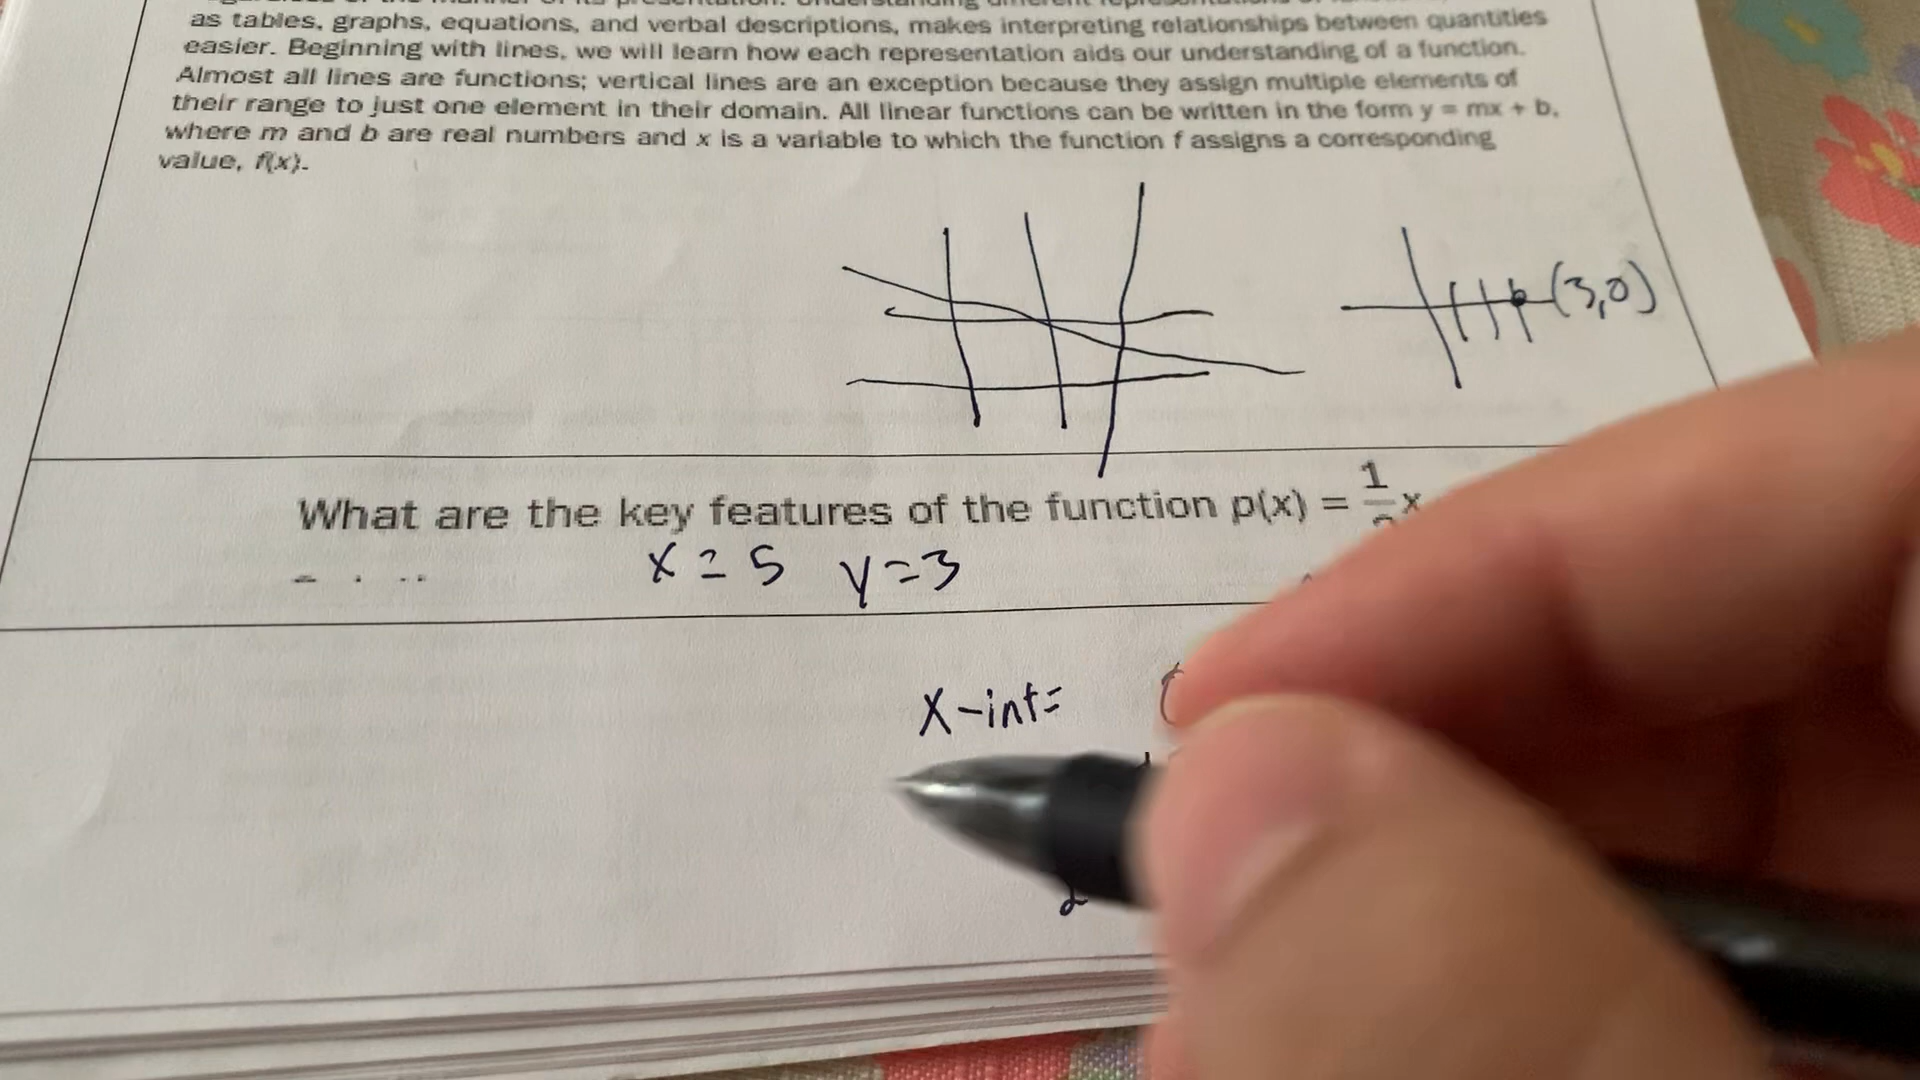 as tables, graphs, equations, and verbal descriptions, makes interpreting relationships between quantities
easier. Beginning with lines, we will learn how each representation aids our understanding of a function.
Almost all lines are functions; vertical lines are an exception because they assign multiple elements of
their range to just one element in their domain. All linear functions can be written in the form y = mx + b,
where m and b are real numbers and x is a variable to which the function f assigns a corresponding
value, f(x).
(3,0)
What are the key features of the function p(x) = 1 x
x = 5 y = 3
x-int=